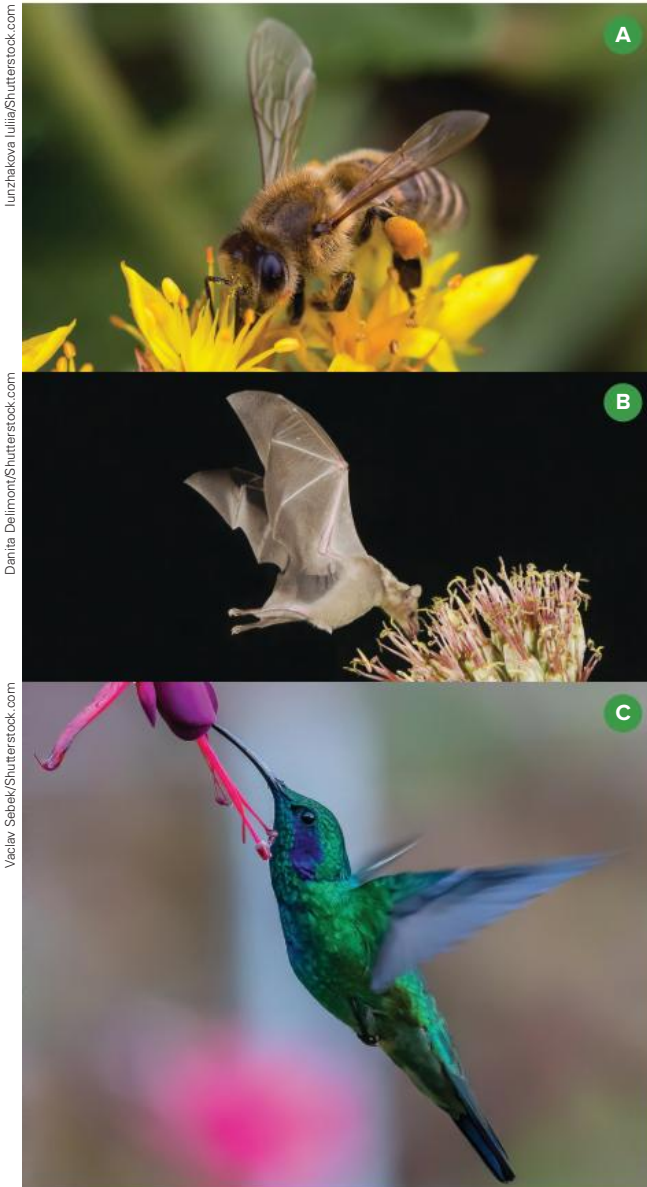 Iunzhakova Iuliia/Shutterstock.com
A
Danita Delimont/Shutterstock.com
B
Vaclav Sebek/Shutterstock.com
C